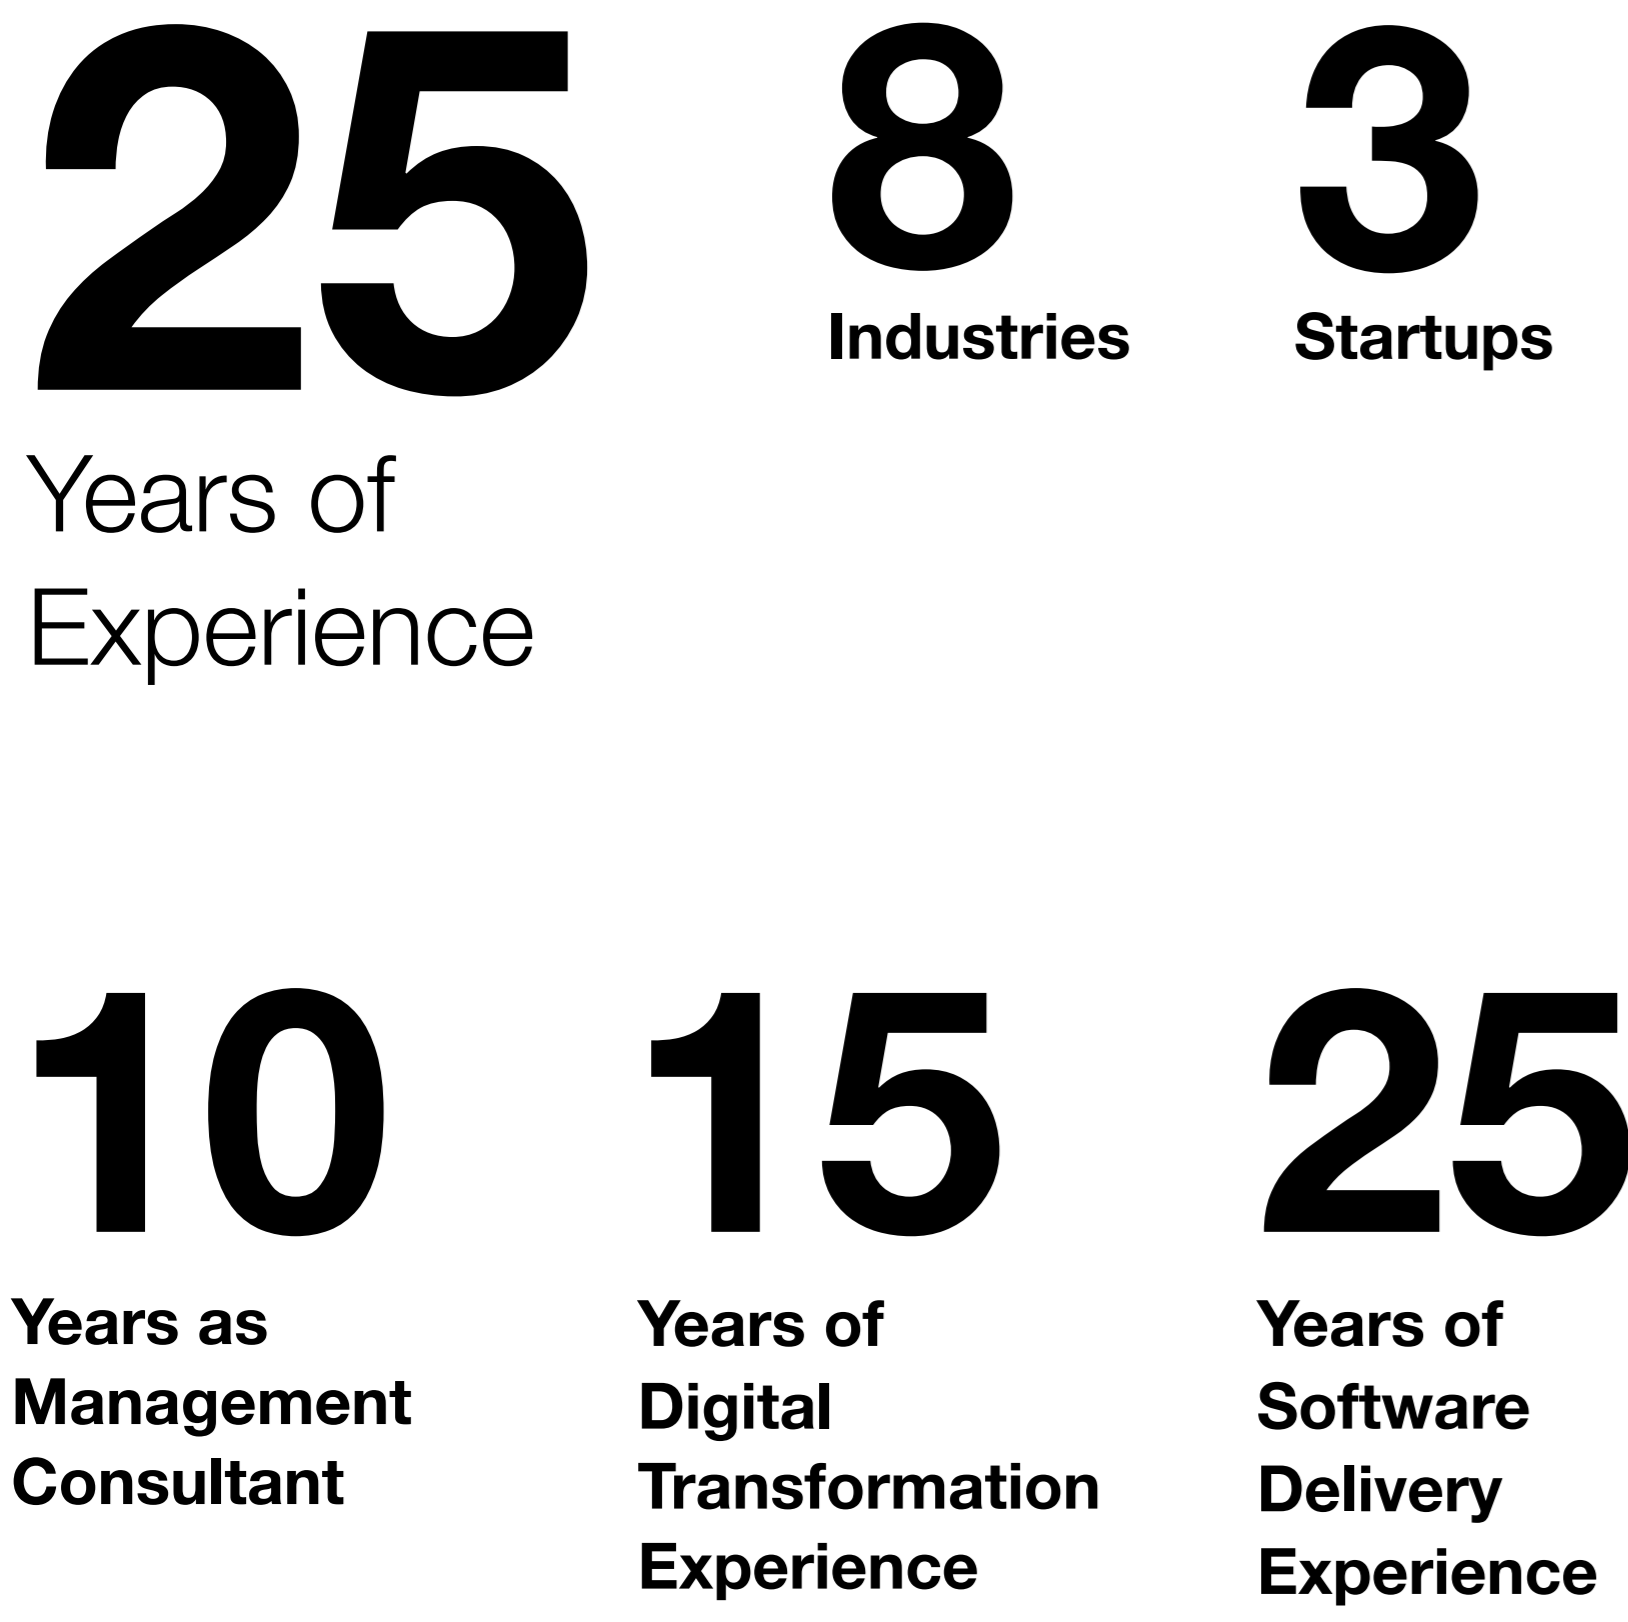 25
Years of
Experience
8
Industries
3
Startups
10
Years as
Management
Consultant
15
Years of
Digital
Transformation
Experience
25
Years of
Software
Delivery
Experience